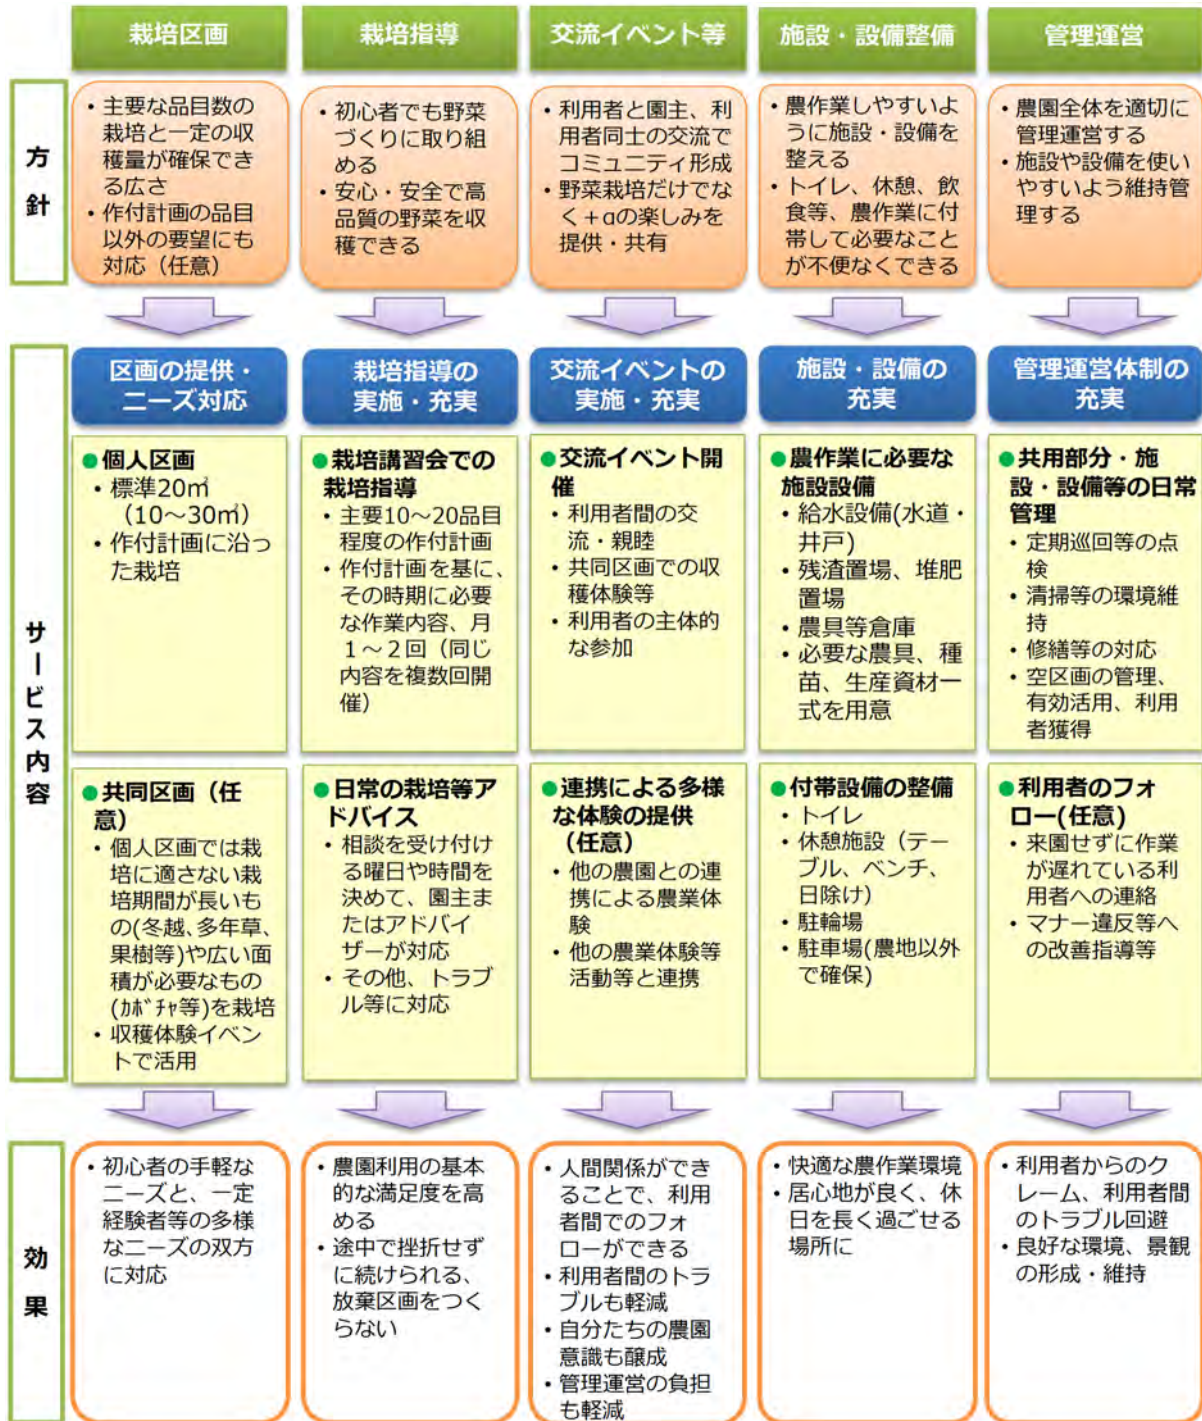 栽培区画
栽培指導
交流イベント等
施設・設備整備
管理運営
方針
・主要な品目数の
栽培と一定の収
穫量が確保でき
る広さ
・作付計画の品目
以外の要望にも
対応（任意）
・初心者でも野菜
づくりに取り組
める
・安心・安全で高
品質の野菜を収
穫できる
・利用者と園主、利
用者同士の交流で
コミュニティ形成
・野菜栽培だけでな
く＋αの楽しみを
提供・共有
・農作業しやすいよ
うに施設・設備を
整える
・トイレ、休憩、飲
食等、農作業に付
帯して必要なこと
が不便なくできる
・農園全体を適切に
管理運営する
・施設や設備を使い
やすいよう維持管
理する
サービス内容
区画の提供・
ニーズ対応
栽培指導の
実施・充実
交流イベントの
実施・充実
施設・設備の
充実
管理運営体制の
充実
●個人区画
・標準20㎡
（10～30㎡）
・作付計画に沿っ
た栽培
●栽培講習会での
栽培指導
・主要10～20品目
程度の作付計画
・作付計画を基に、
その時期に必要
な作業内容、月
１～２回（同じ
内容を複数回開
催）
●交流イベント開
催
・利用者間の交
流・親睦
・共同区画での収
穫体験等
・利用者の主体的
な参加
●農作業に必要な
施設設備
・給水設備(水道・
井戸)
・残渣置場、堆肥
置場
・農具等倉庫
・必要な農具、種
苗、生産資材一
式を用意
●共用部分・施
設・設備等の日常
管理
・定期巡回等の点
検
・清掃等の環境維
持
・修繕等の対応
・空区画の管理、
有効活用、利用
者獲得
●共同区画（任
意）
・個人区画では栽
培に適さない栽
培期間が長いも
の(冬越、多年草、
果樹等)や広い面
積が必要なもの
(ｶﾎﾞﾁｬ等)を栽培
・収穫体験イベン
トで活用
●日常の栽培等ア
ドバイス
・相談を受け付け
る曜日や時間を
決めて、園主ま
たはアドバイ
ザーが対応
・その他、トラブ
ル等に対応
●連携による多様
な体験の提供
（任意）
・他の農園との連
携による農業体
験
・他の農業体験等
活動等と連携
●付帯設備の整備
・トイレ
・休憩施設（テー
ブル、ベンチ、
日除け）
・駐輪場
・駐車場(農地以外
で確保)
●利用者のフォ
ロー(任意)
・来園せずに作業
が遅れている利
用者への連絡
・マナー違反等へ
の改善指導等
効果
・初心者の手軽な
ニーズと、一定
経験者等の多様
なニーズの双方
に対応
・農園利用の基本
的な満足度を高
める
・途中で挫折せず
に続けられる、
放棄区画をつく
らない
・人間関係ができ
ることで、利用
者間でのフォ
ローができる
・利用者間のトラ
ブルも軽減
・自分たちの農園
意識も醸成
・管理運営の負担
も軽減
・快適な農作業環境
・居心地が良く、休
日を長く過ごせる
場所に
・利用者からのク
レーム、利用者間
のトラブル回避
・良好な環境、景観
の形成・維持